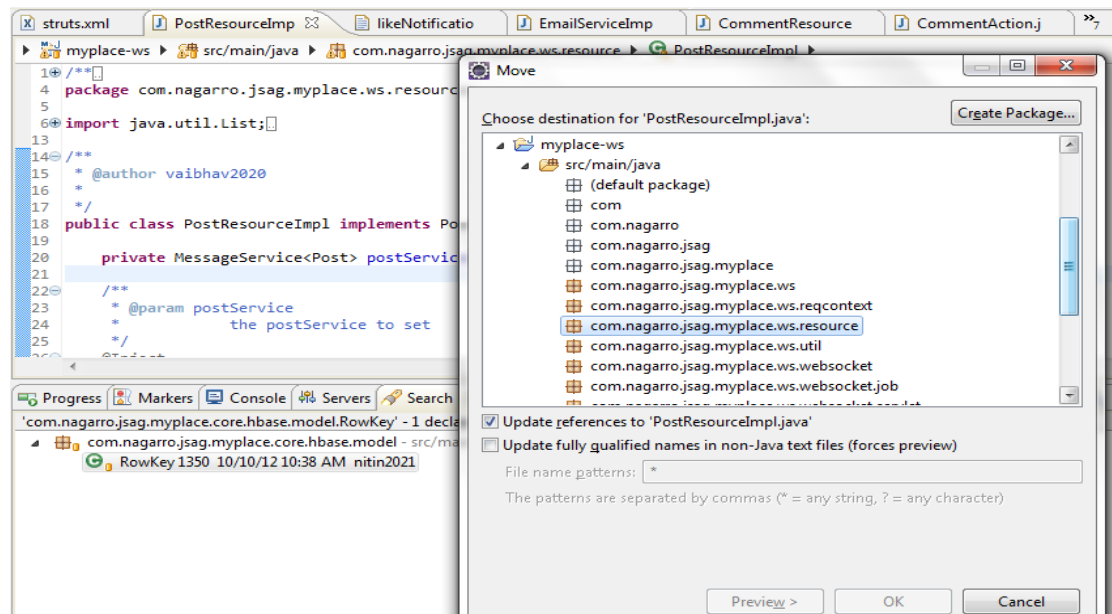 struts.xml PostResourceImp likeNotificatio EmailServiceImp CommentResource CommentAction.j »7
myplace-ws src/main/java com.nagarro.jsag.myplace.ws.resource PostResourceImpl
1 /**
4 package com.nagarro.jsag.myplace.ws.resourc
5
6 import java.util.List;
13
14 /**
15 * @author vaibhav2020
16 *
17 */
18 public class PostResourceImpl implements Po
19
20 private MessageService<Post> postServic
21
22 /**
23 * @param postService
24 * the postService to set
25 */
Progress Markers Console Servers Search
'com.nagarro.jsag.myplace.core.hbase.model.RowKey' - 1 decla
com.nagarro.jsag.myplace.core.hbase.model - src/ma
RowKey 1350 10/10/12 10:38 AM nitin2021
Move
Choose destination for 'PostResourceImpl.java':
Create Package...
myplace-ws
src/main/java
(default package)
com
com.nagarro
com.nagarro.jsag
com.nagarro.jsag.myplace
com.nagarro.jsag.myplace.ws
com.nagarro.jsag.myplace.ws.reqcontext
com.nagarro.jsag.myplace.ws.resource
com.nagarro.jsag.myplace.ws.util
com.nagarro.jsag.myplace.ws.websocket
com.nagarro.jsag.myplace.ws.websocket.job
Update references to 'PostResourceImpl.java'
Update fully qualified names in non-Java text files (forces preview)
File name patterns: *
The patterns are separated by commas (* = any string, ? = any character)
Preview > OK Cancel